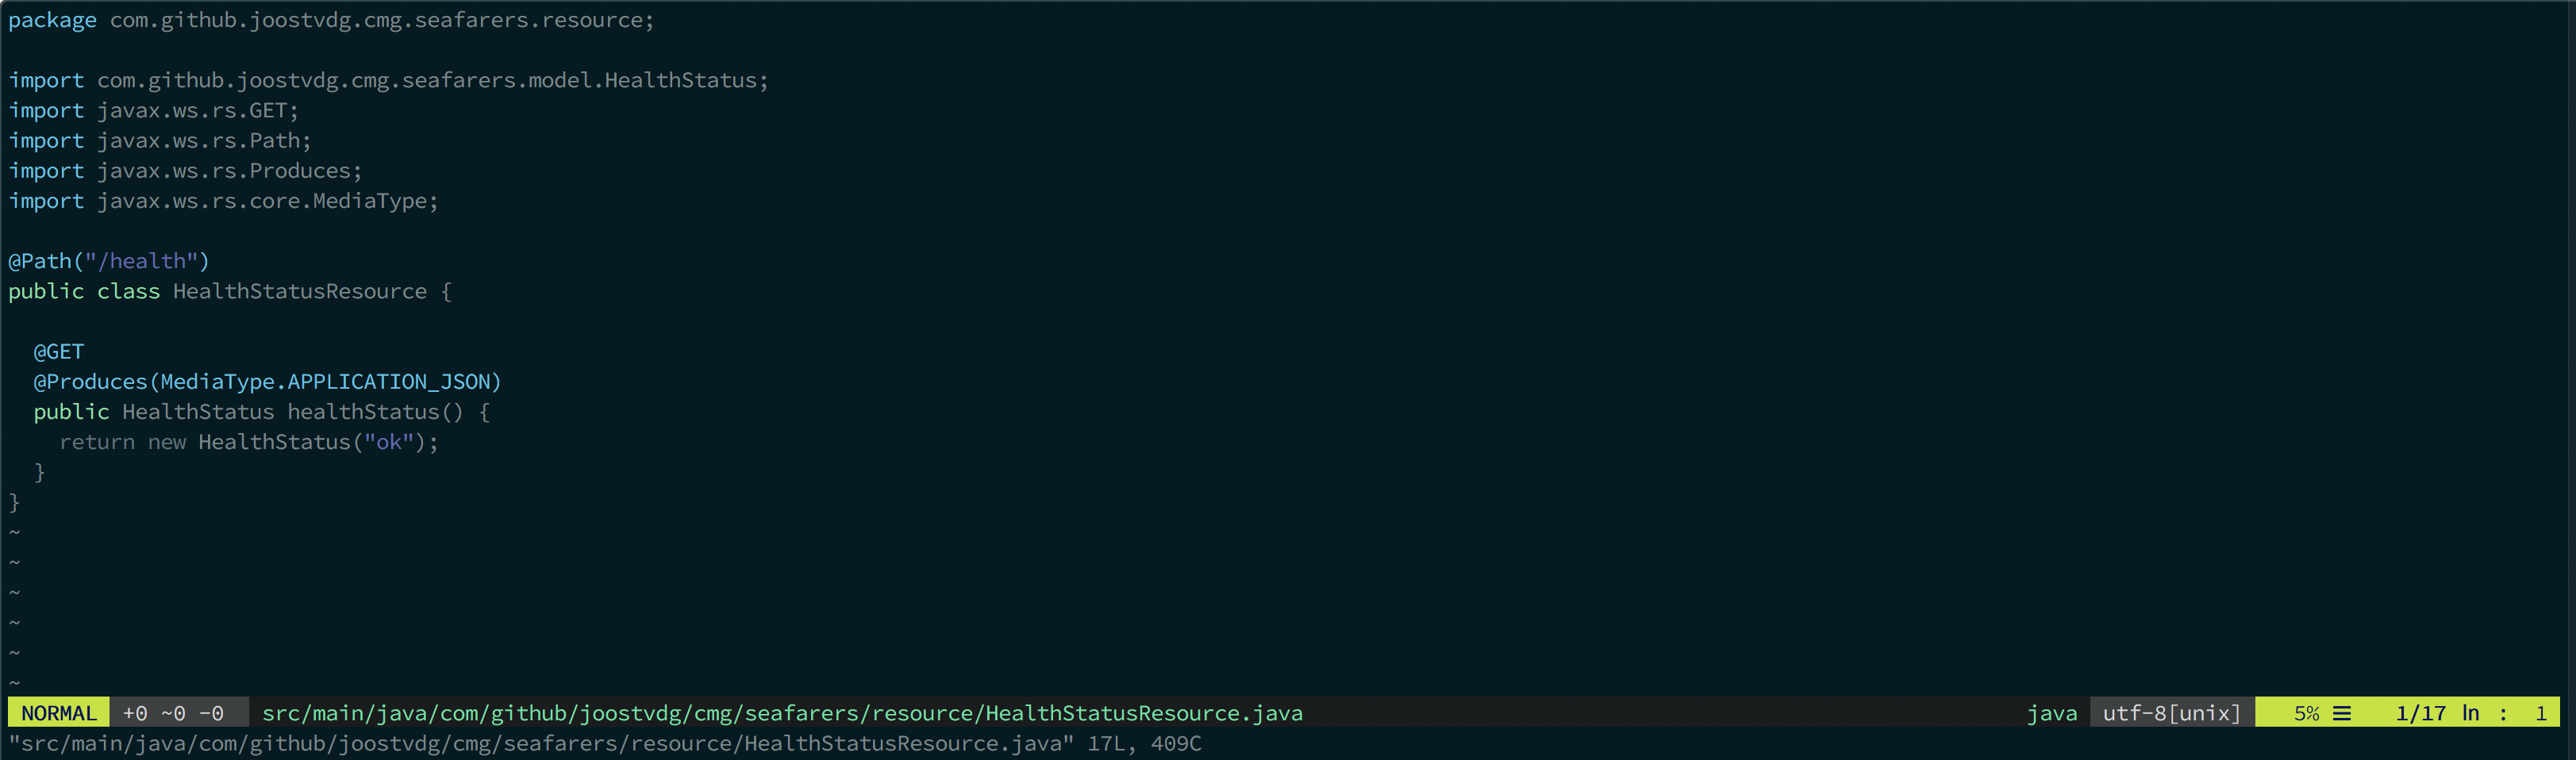 package com.github.joostvdg.cmg.seafarers.resource;

import com.github.joostvdg.cmg.seafarers.model.HealthStatus;
import javax.ws.rs.GET;
import javax.ws.rs.Path;
import javax.ws.rs.Produces;
import javax.ws.rs.core.MediaType;

@Path("/health")
public class HealthStatusResource {

  @GET
  @Produces(MediaType.APPLICATION_JSON)
  public HealthStatus healthStatus() {
    return new HealthStatus("ok");
  }
}
~
~
~
~
~
~
NORMAL +0 ~0 -0 src/main/java/com/github/joostvdg/cmg/seafarers/resource/HealthStatusResource.java java utf-8[unix] 5% ☰ 1/17 ln : 1
"src/main/java/com/github/joostvdg/cmg/seafarers/resource/HealthStatusResource.java" 17L, 409C